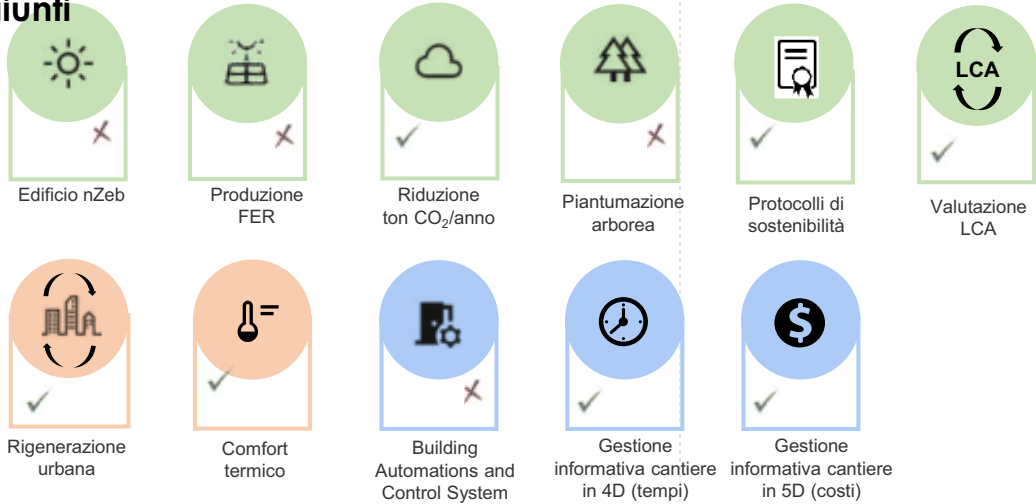 iunti
LCA
Edificio nZeb
Produzione
FER
Riduzione
ton CO₂/anno
Piantumazione
arborea
Protocolli di
sostenibilità
Valutazione
LCA
$
Rigenerazione
urbana
Comfort
termico
Building
Automations and
Control System
Gestione
informativa cantiere
in 4D (tempi)
Gestione
informativa cantiere
in 5D (costi)